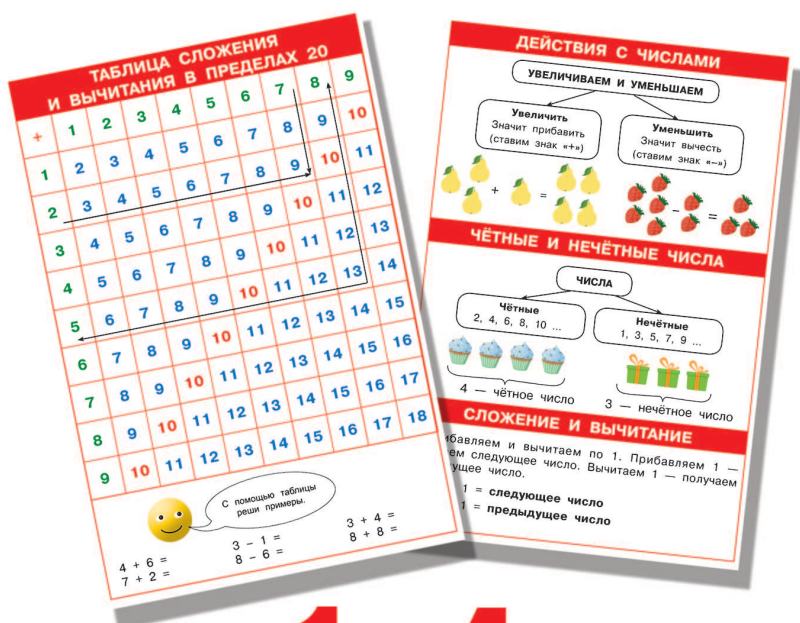 ТАБЛИЦА СЛОЖЕНИЯ
И ВЫЧИТАНИЯ В ПРЕДЕЛАХ 20
+ 1 2 3 4 5 6 7 8 9
1 2 3 4 5 6 7 8 9 10
2 3 4 5 6 7 8 9 10 11
3 4 5 6 7 8 9 10 11 12
4 5 6 7 8 9 10 11 12 13
5 6 7 8 9 10 11 12 13 14
6 7 8 9 10 11 12 13 14 15
7 8 9 10 11 12 13 14 15 16
8 9 10 11 12 13 14 15 16 17
9 10 11 12 13 14 15 16 17 18
С помощью таблицы
реши примеры.
4 + 6 =
7 + 2 =
3 − 1 =
8 − 6 =
3 + 4 =
8 + 8 =
ДЕЙСТВИЯ С ЧИСЛАМИ
УВЕЛИЧИВАЕМ И УМЕНЬШАЕМ
Увеличить
Значит прибавить
(ставим знак «+»)
Уменьшить
Значит вычесть
(ставим знак «−»)
+ =
− =
ЧЁТНЫЕ И НЕЧЁТНЫЕ ЧИСЛА
ЧИСЛА
Чётные
2, 4, 6, 8, 10 ...
Нечётные
1, 3, 5, 7, 9 ...
4 — чётное число
3 — нечётное число
СЛОЖЕНИЕ И ВЫЧИТАНИЕ
ибавляем и вычитаем по 1. Прибавляем 1 —
ем следующее число. Вычитаем 1 — получаем
ущее число.
1 = следующее число
1 = предыдущее число